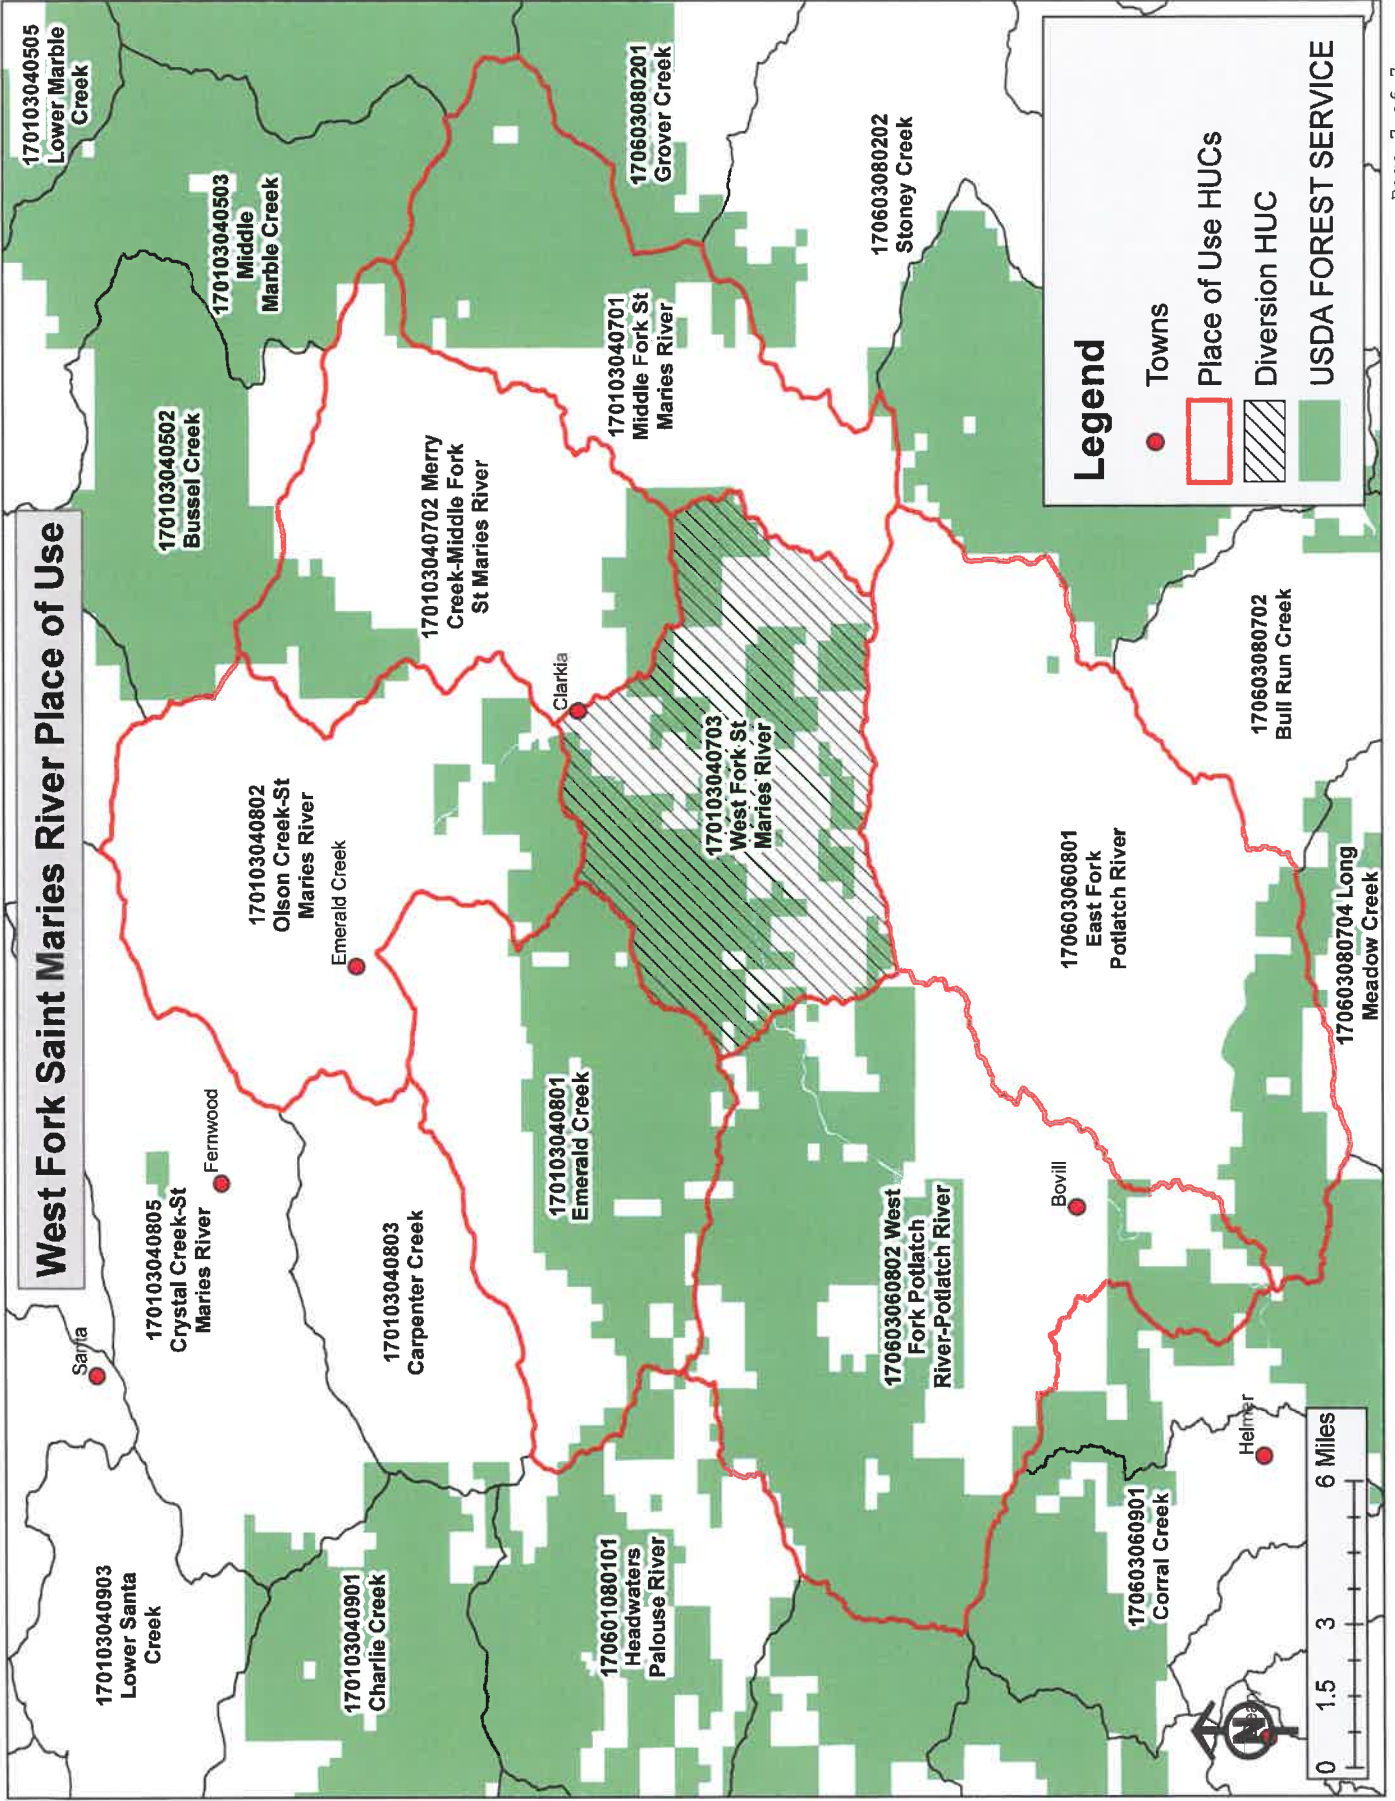 West Fork Saint Maries River Place of Use
Santa
170103040903
Lower Santa
Creek
170103040805
Crystal Creek-St
Maries River
Fernwood
170103040802
Olson Creek-St
Maries River
Emerald Creek
170103040502
Bussel Creek
170103040503
Middle
Marble Creek
170103040505
Lower Marble
Creek
170103040901
Charlie Creek
170103040803
Carpenter Creek
170103040702 Merry
Creek-Middle Fork
St Maries River
Clarkia
170103040801
Emerald Creek
170103040701
Middle Fork St
Maries River
170603080201
Grover Creek
170601080101
Headwaters
Palouse River
170103040703
West Fork St
Maries River
170603060802 West
Fork Potlatch
River-Potlatch River
170603080202
Stoney Creek
Bovill
170603060801
East Fork
Potlatch River
170603060901
Corral Creek
Helmer
170603080702
Bull Run Creek
170603080704 Long
Meadow Creek
N
0 1.5 3 6 Miles
Legend
Towns
Place of Use HUCs
Diversion HUC
USDA FOREST SERVICE